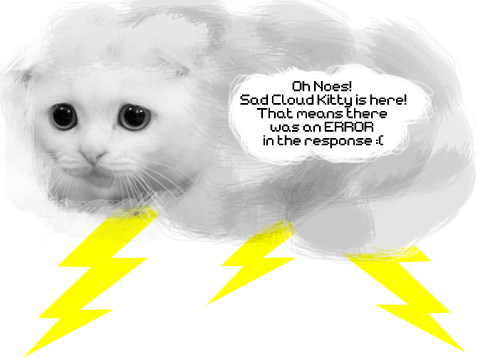 Oh Noes!
Sad Cloud Kitty is here!
That means there
was an ERROR
in the response :(